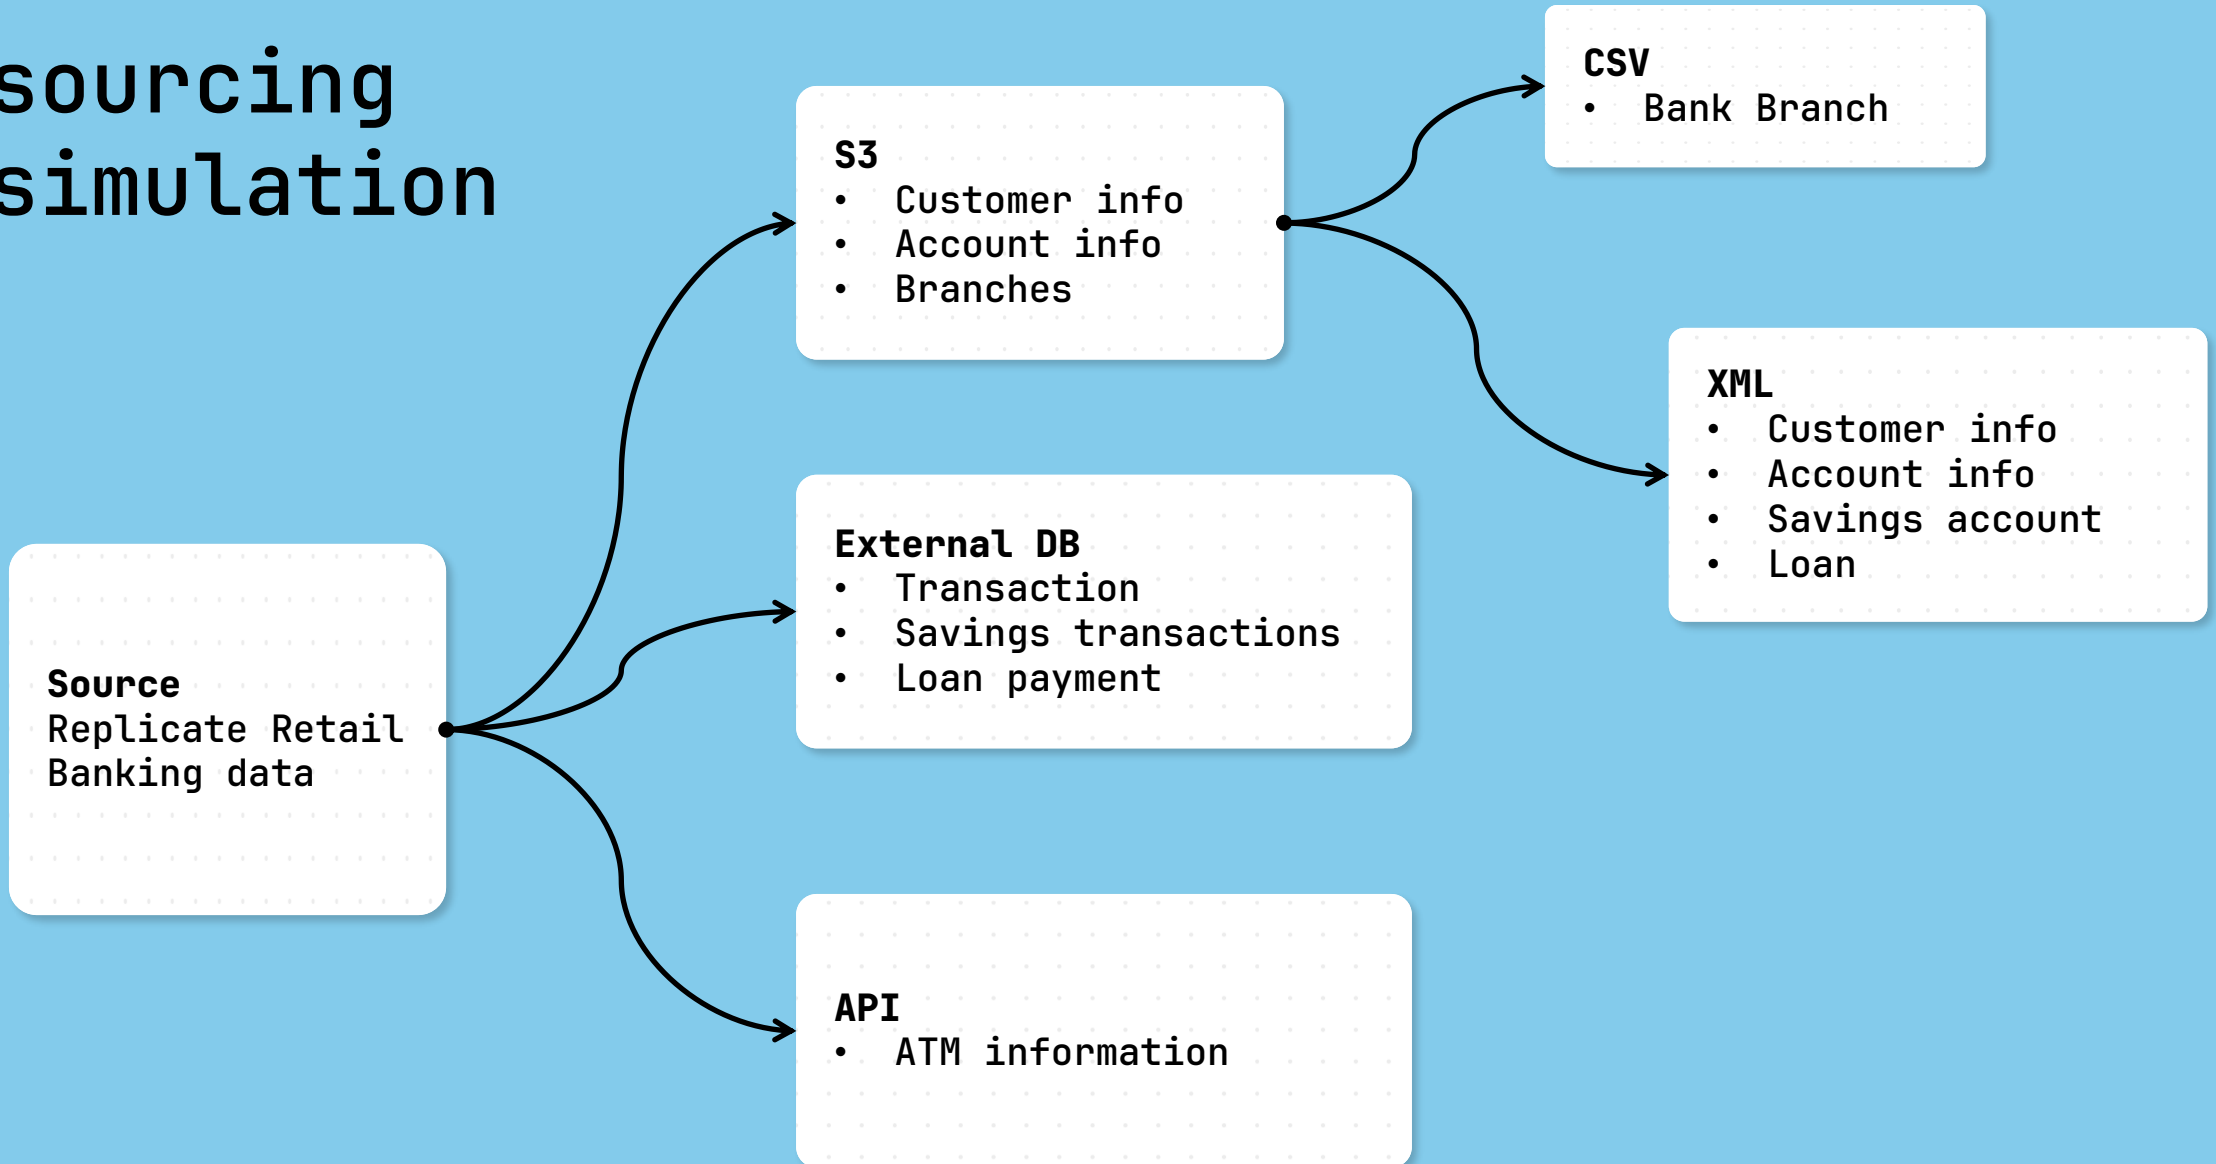 sourcing
simulation
Source
Replicate Retail
Banking data
S3
• Customer info
• Account info
• Branches
External DB
• Transaction
• Savings transactions
• Loan payment
API
• ATM information
CSV
• Bank Branch
XML
• Customer info
• Account info
• Savings account
• Loan